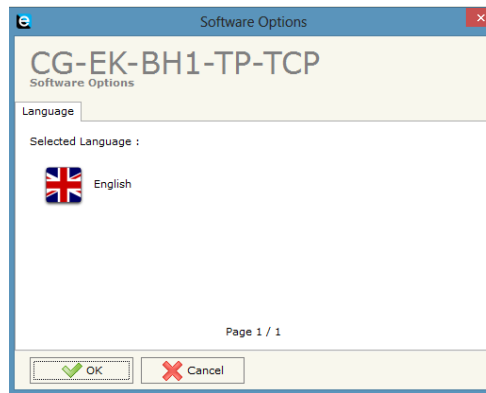 Software Options
CG-EK-BH1-TP-TCP
Software Options
Language
Selected Language :
English
Page 1 / 1
OK
Cancel